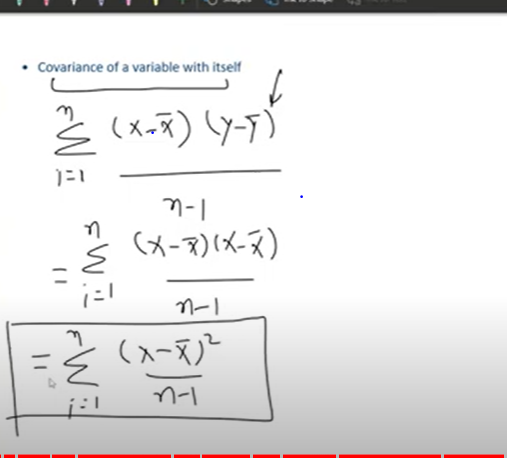 • Covariance of a variable with itself
n
∑ (x-x̄) (y-ȳ)
i=1
n-1
n
= ∑ (x-x̄)(x-x̄)
i=1
n-1
n
= ∑ (x-x̄)²
i=1
n-1